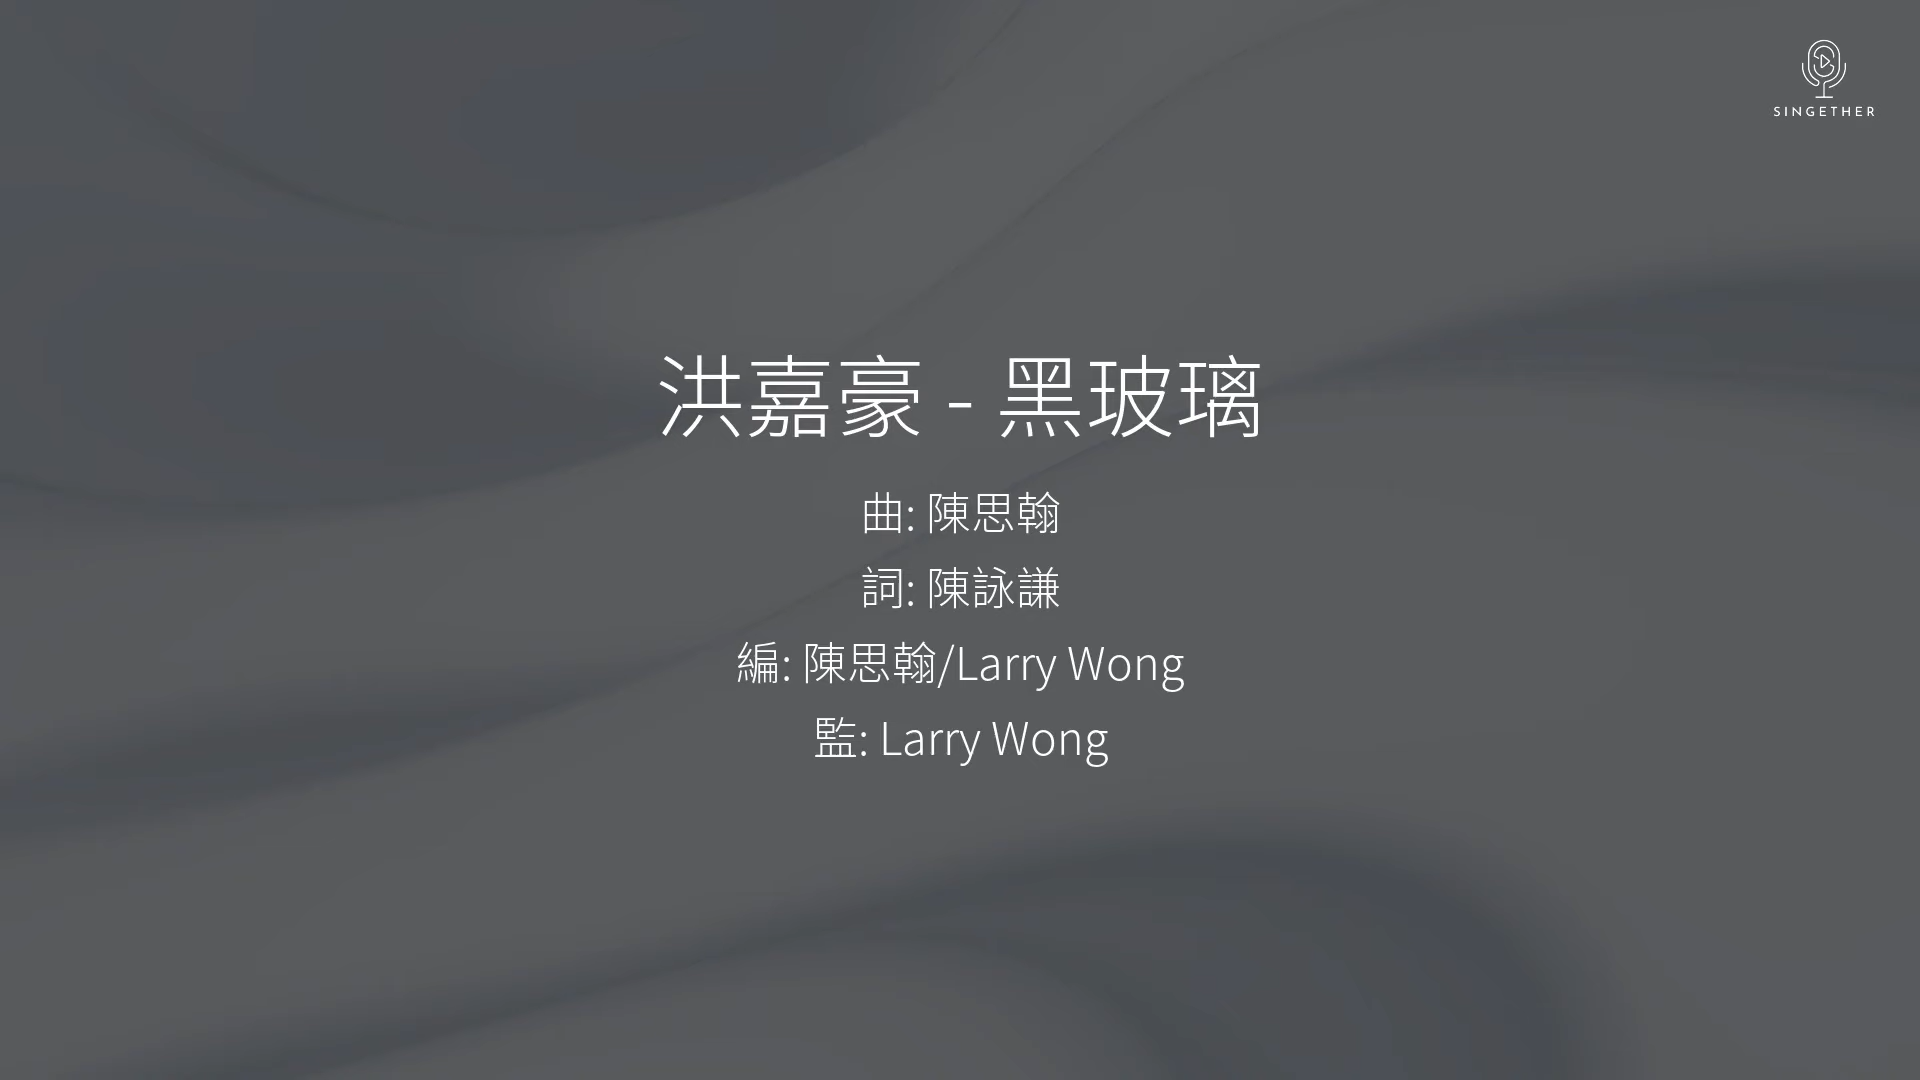 SINGETHER
洪嘉豪 - 黑玻璃
曲: 陳思翰
詞: 陳詠謙
編: 陳思翰/Larry Wong
監: Larry Wong